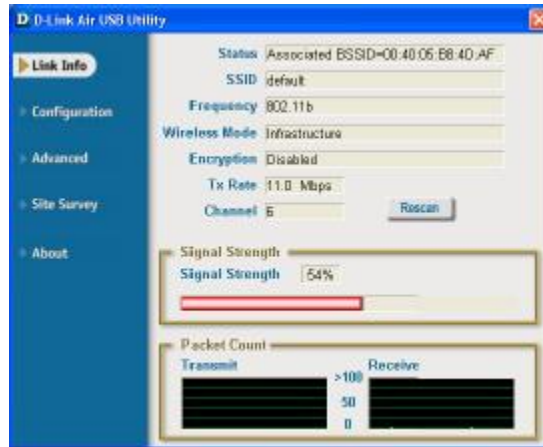 D D-Link Air USB Utility
Link Info
Configuration
Advanced
Site Survey
About
Status Associated BSSID=00:40:05:B8:4D:AF
SSID default
Frequency 802.11b
Wireless Mode Infrastructure
Encryption Disabled
Tx Rate 11.0 Mbps
Channel 6
Rescan
Signal Strength
Signal Strength 54%
Packet Count
Transmit
Receive
>100
50
0